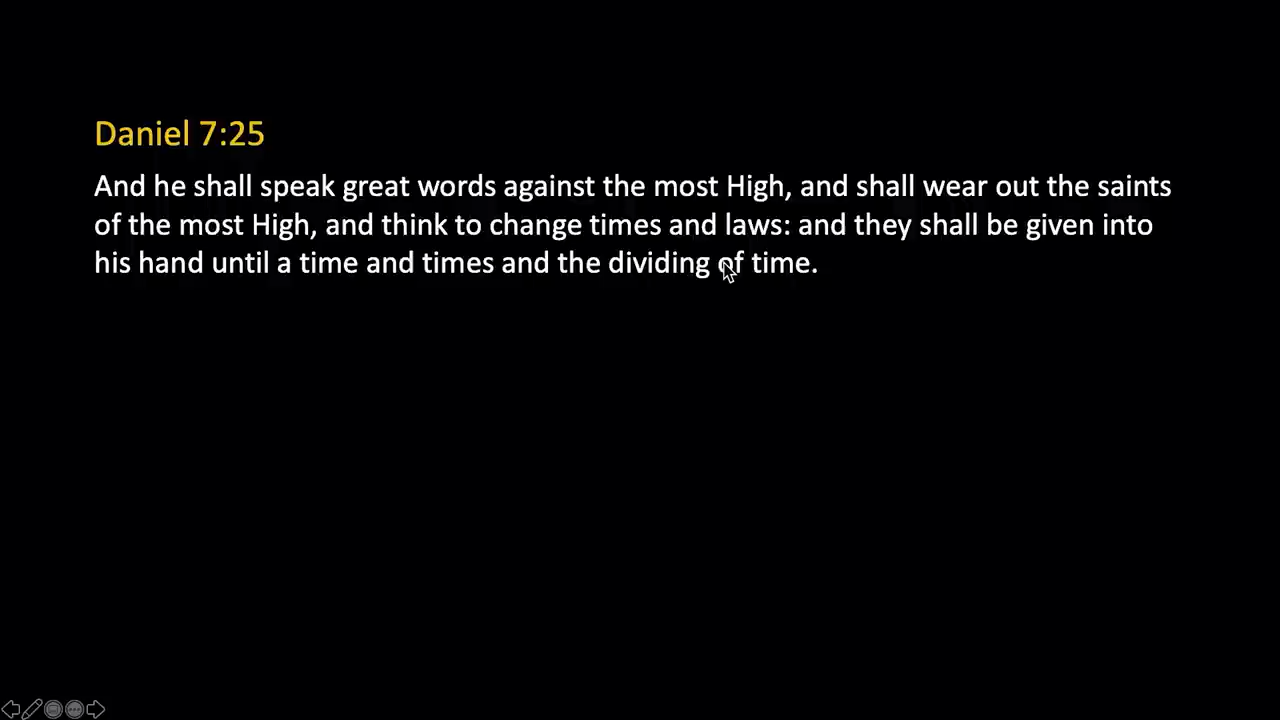 Daniel 7:25
And he shall speak great words against the most High, and shall wear out the saints
of the most High, and think to change times and laws: and they shall be given into
his hand until a time and times and the dividing of time.